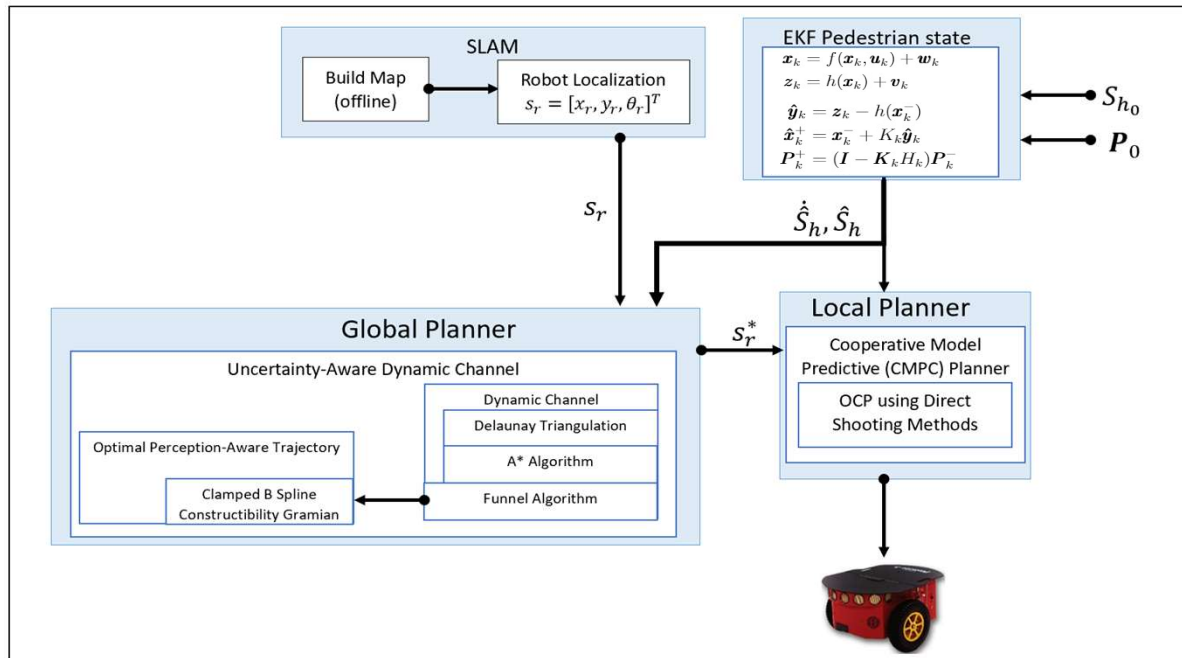 SLAM
Build Map
(offline)
Robot Localization
$s_r = [x_r, y_r, \theta_r]^T$
EKF Pedestrian state
$\boldsymbol{x}_k = f(\boldsymbol{x}_k, \boldsymbol{u}_k) + \boldsymbol{w}_k$
$z_k = h(\boldsymbol{x}_k) + \boldsymbol{v}_k$
$\hat{\boldsymbol{y}}_k = \boldsymbol{z}_k - h(\boldsymbol{x}_k^-)$
$\hat{\boldsymbol{x}}_k^+ = \boldsymbol{x}_k^- + K_k \hat{\boldsymbol{y}}_k$
$\boldsymbol{P}_k^+ = (\boldsymbol{I} - \boldsymbol{K}_k H_k) \boldsymbol{P}_k^-$
$S_{h_0}$
$\boldsymbol{P}_0$
$s_r$
$\dot{\hat{S}}_h, \hat{S}_h$
Global Planner
Uncertainty-Aware Dynamic Channel
Dynamic Channel
Delaunay Triangulation
A* Algorithm
Funnel Algorithm
Optimal Perception-Aware Trajectory
Clamped B Spline
Constructibility Gramian
$s_r^*$
Local Planner
Cooperative Model
Predictive (CMPC) Planner
OCP using Direct
Shooting Methods